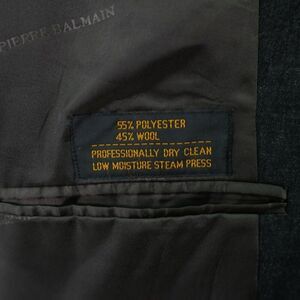 PIERRE BALMAIN
55% POLYESTER
45% WOOL
PROFESSIONALLY DRY CLEAN
LOW MOISTURE STEAM PRESS